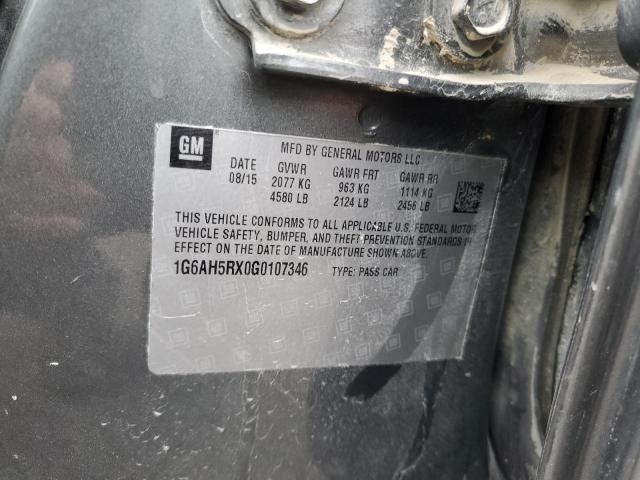 GM
MFD BY GENERAL MOTORS LLC
DATE GVWR GAWR FRT GAWR RR
08/15 2077 KG 963 KG 1114 KG
4580 LB 2124 LB 2456 LB
THIS VEHICLE CONFORMS TO ALL APPLICABLE U.S. FEDERAL MOTOR
VEHICLE SAFETY, BUMPER, AND THEFT PREVENTION STANDARDS IN
EFFECT ON THE DATE OF MANUFACTURE SHOWN ABOVE.
1G6AH5RX0G0107346 TYPE: PASS CAR